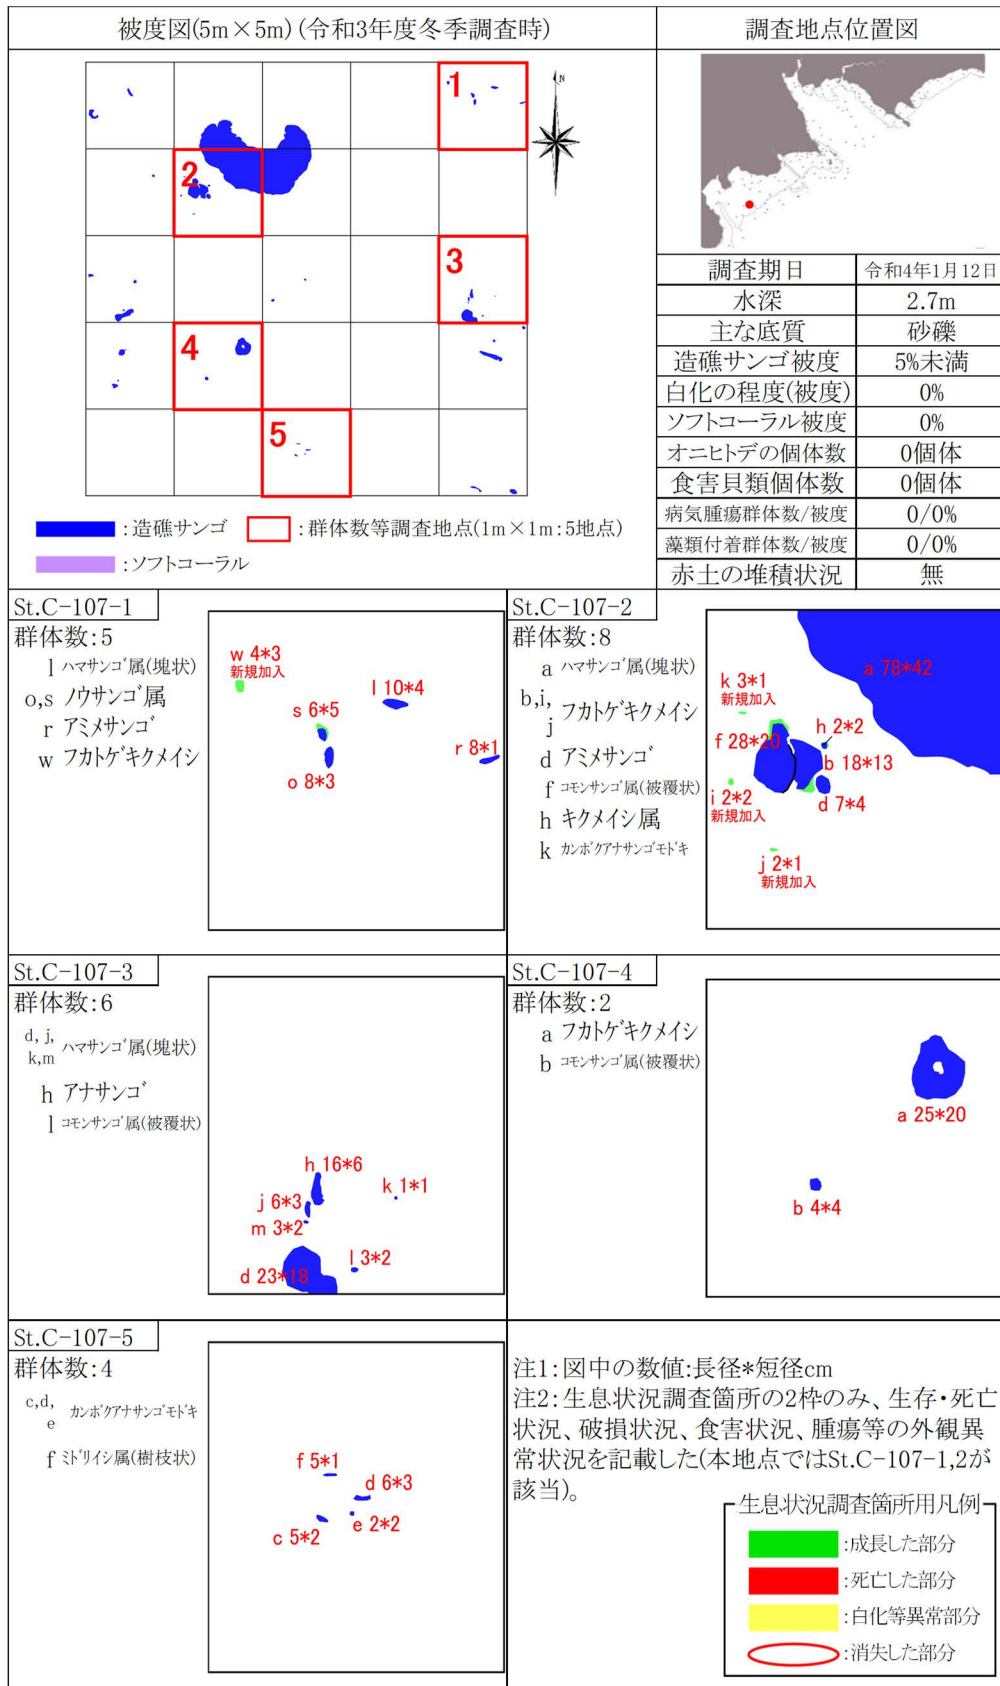 被度図(5m×5m) (令和3年度冬季調査時)
調査地点位置図
N
1
2
3
4
5
:造礁サンゴ
:群体数等調査地点(1m×1m:5地点)
:ソフトコーラル
調査期日 令和4年1月12日
水深 2.7m
主な底質 砂礫
造礁サンゴ被度 5%未満
白化の程度(被度) 0%
ソフトコーラル被度 0%
オニヒトデの個体数 0個体
食害貝類個体数 0個体
病気腫瘍群体数/被度 0/0%
藻類付着群体数/被度 0/0%
赤土の堆積状況 無
St.C-107-1
群体数:5
l ハマサンゴ属(塊状)
o,s ノウサンゴ属
r アミメサンゴ
w フカトゲキクメイシ
w 4*3
新規加入
l 10*4
s 6*5
r 8*1
o 8*3
St.C-107-2
群体数:8
a ハマサンゴ属(塊状)
b,i,
j フカトゲキクメイシ
d アミメサンゴ
f コモンサンゴ属(被覆状)
h キクメイシ属
k カンボクアナサンゴモドキ
a 78*42
k 3*1
新規加入
h 2*2
f 28*20
b 18*13
i 2*2
新規加入
d 7*4
j 2*1
新規加入
St.C-107-3
群体数:6
d, j,
k,m ハマサンゴ属(塊状)
h アナサンゴ
l コモンサンゴ属(被覆状)
h 16*6
k 1*1
j 6*3
m 3*2
l 3*2
d 23*18
St.C-107-4
群体数:2
a フカトゲキクメイシ
b コモンサンゴ属(被覆状)
a 25*20
b 4*4
St.C-107-5
群体数:4
c,d,
e カンボクアナサンゴモドキ
f ミドリイシ属(樹枝状)
f 5*1
d 6*3
c 5*2
e 2*2
注1:図中の数値:長径*短径cm
注2:生息状況調査箇所の2枠のみ、生存・死亡
状況、破損状況、食害状況、腫瘍等の外観異
常状況を記載した(本地点ではSt.C-107-1,2が
該当)。
生息状況調査箇所用凡例
:成長した部分
:死亡した部分
:白化等異常部分
:消失した部分